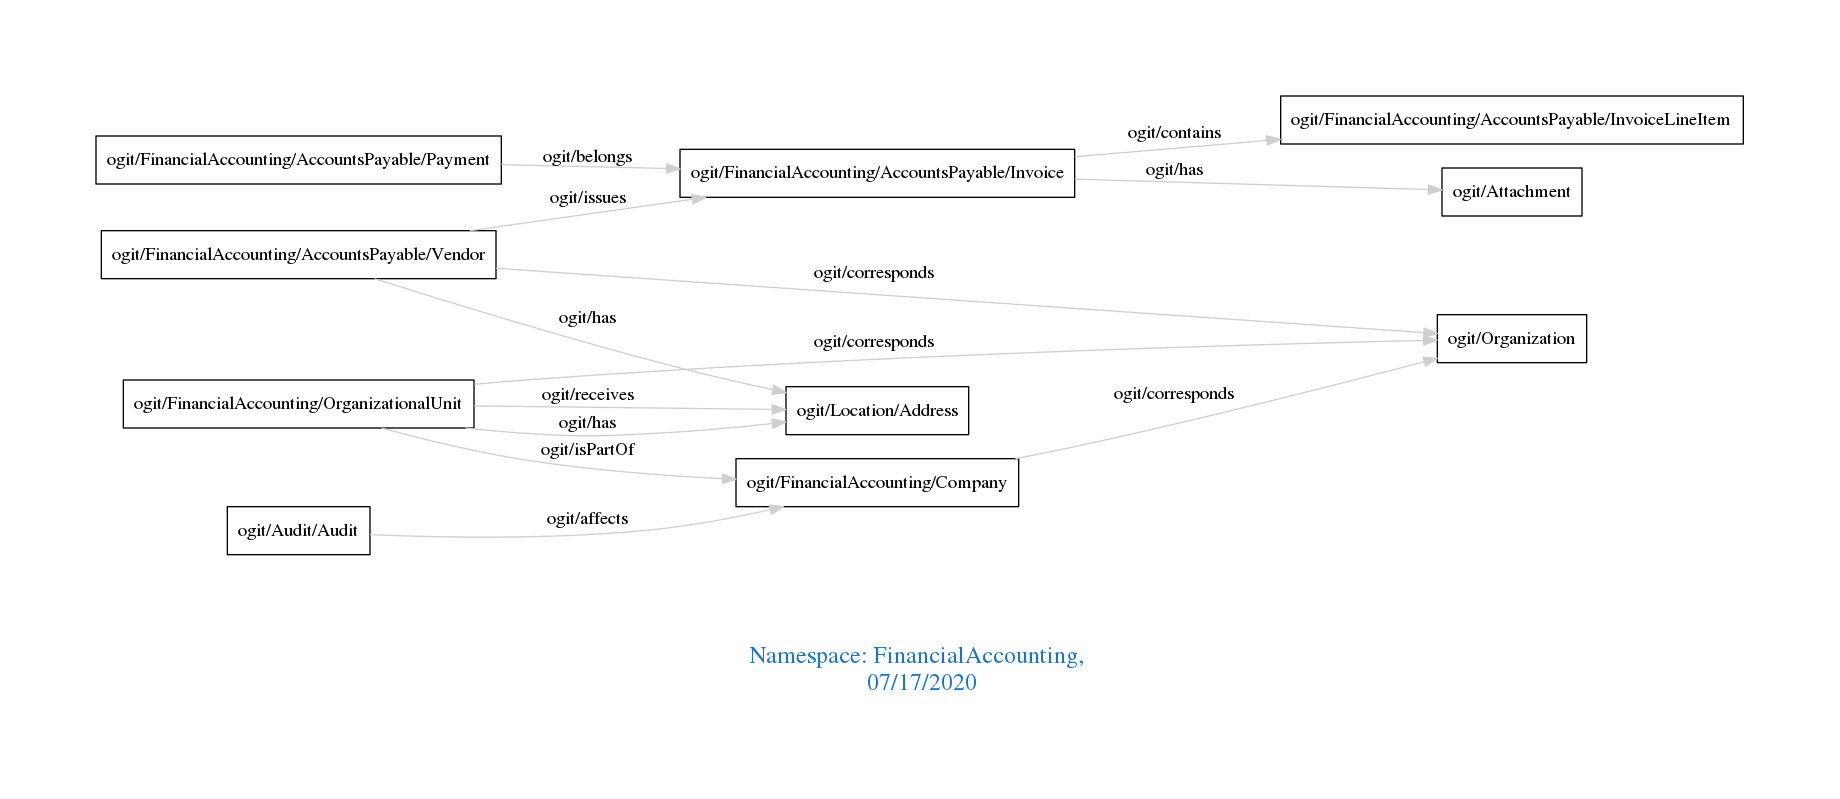 ogit/FinancialAccounting/AccountsPayable/InvoiceLineItem
ogit/contains
ogit/FinancialAccounting/AccountsPayable/Payment
ogit/belongs
ogit/FinancialAccounting/AccountsPayable/Invoice
ogit/has
ogit/Attachment
ogit/issues
ogit/FinancialAccounting/AccountsPayable/Vendor
ogit/corresponds
ogit/has
ogit/corresponds
ogit/Organization
ogit/receives
ogit/corresponds
ogit/FinancialAccounting/OrganizationalUnit
ogit/Location/Address
ogit/has
ogit/isPartOf
ogit/FinancialAccounting/Company
ogit/affects
ogit/Audit/Audit
Namespace: FinancialAccounting,
07/17/2020